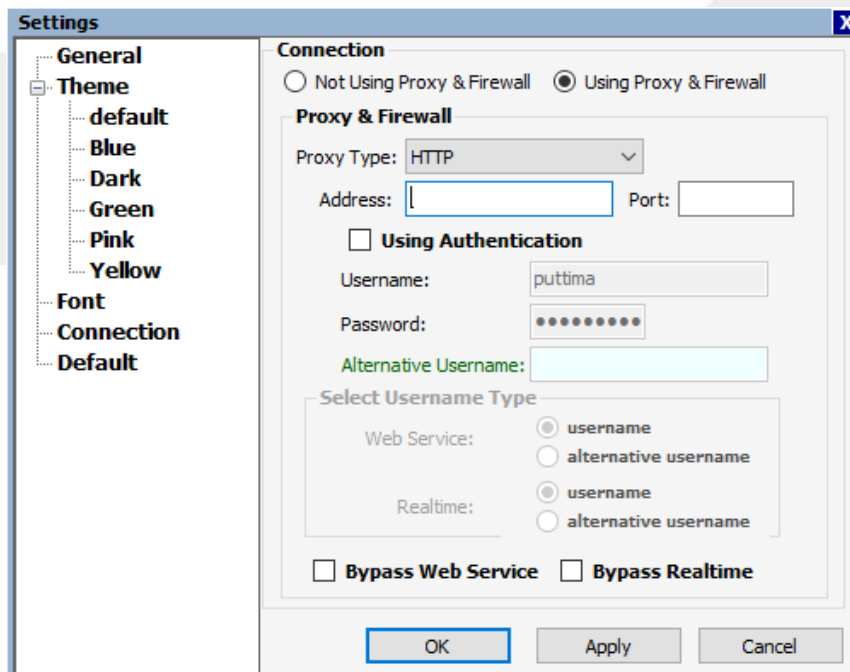 Settings
X
General
Theme
default
Blue
Dark
Green
Pink
Yellow
Font
Connection
Default
Connection
Not Using Proxy & Firewall Using Proxy & Firewall
Proxy & Firewall
Proxy Type: HTTP
Address: Port:
Using Authentication
Username: puttima
Password: •••••••••
Alternative Username:
Select Username Type
Web Service: username
alternative username
Realtime: username
alternative username
Bypass Web Service Bypass Realtime
OK Apply Cancel